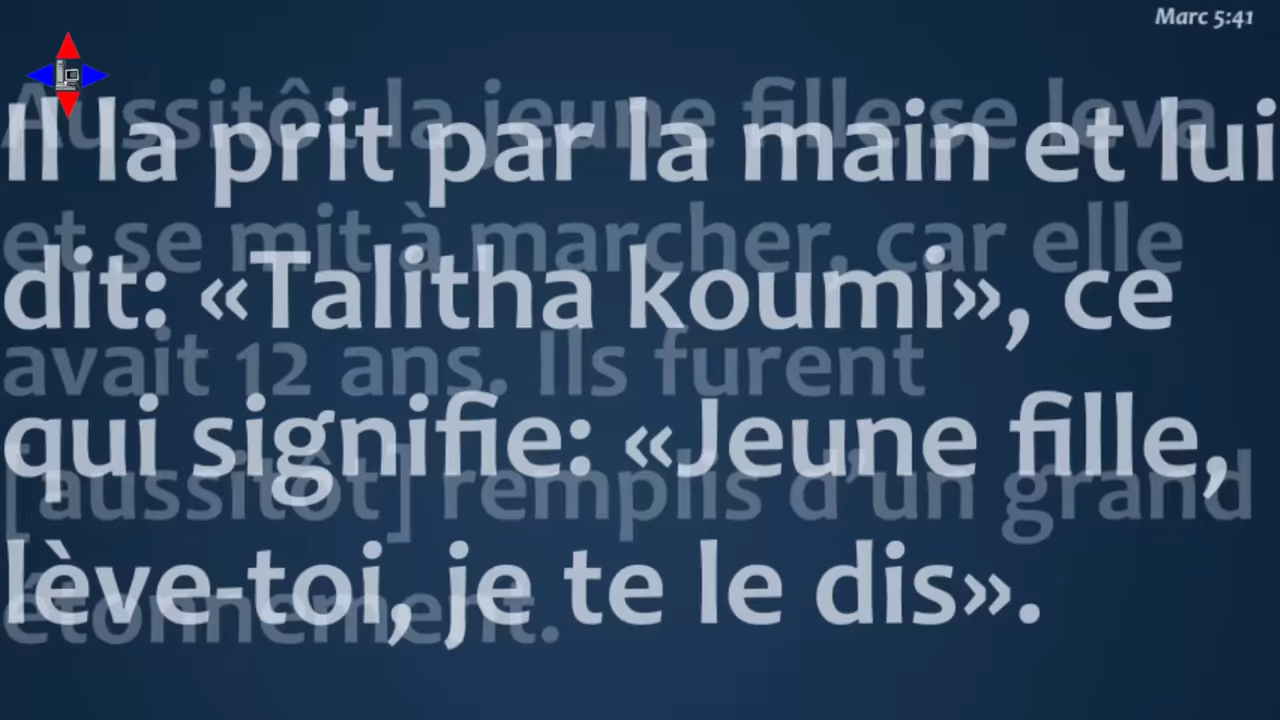 Marc 5:41
Il la prit par la main et lui
dit: «Talitha koumi», ce
qui signifie: «Jeune fille,
lève-toi, je te le dis».
Aussitôt la jeune fille se leva
et se mit à marcher, car elle
avait 12 ans. Ils furent
[aussitôt] remplis d’un grand
étonnement.